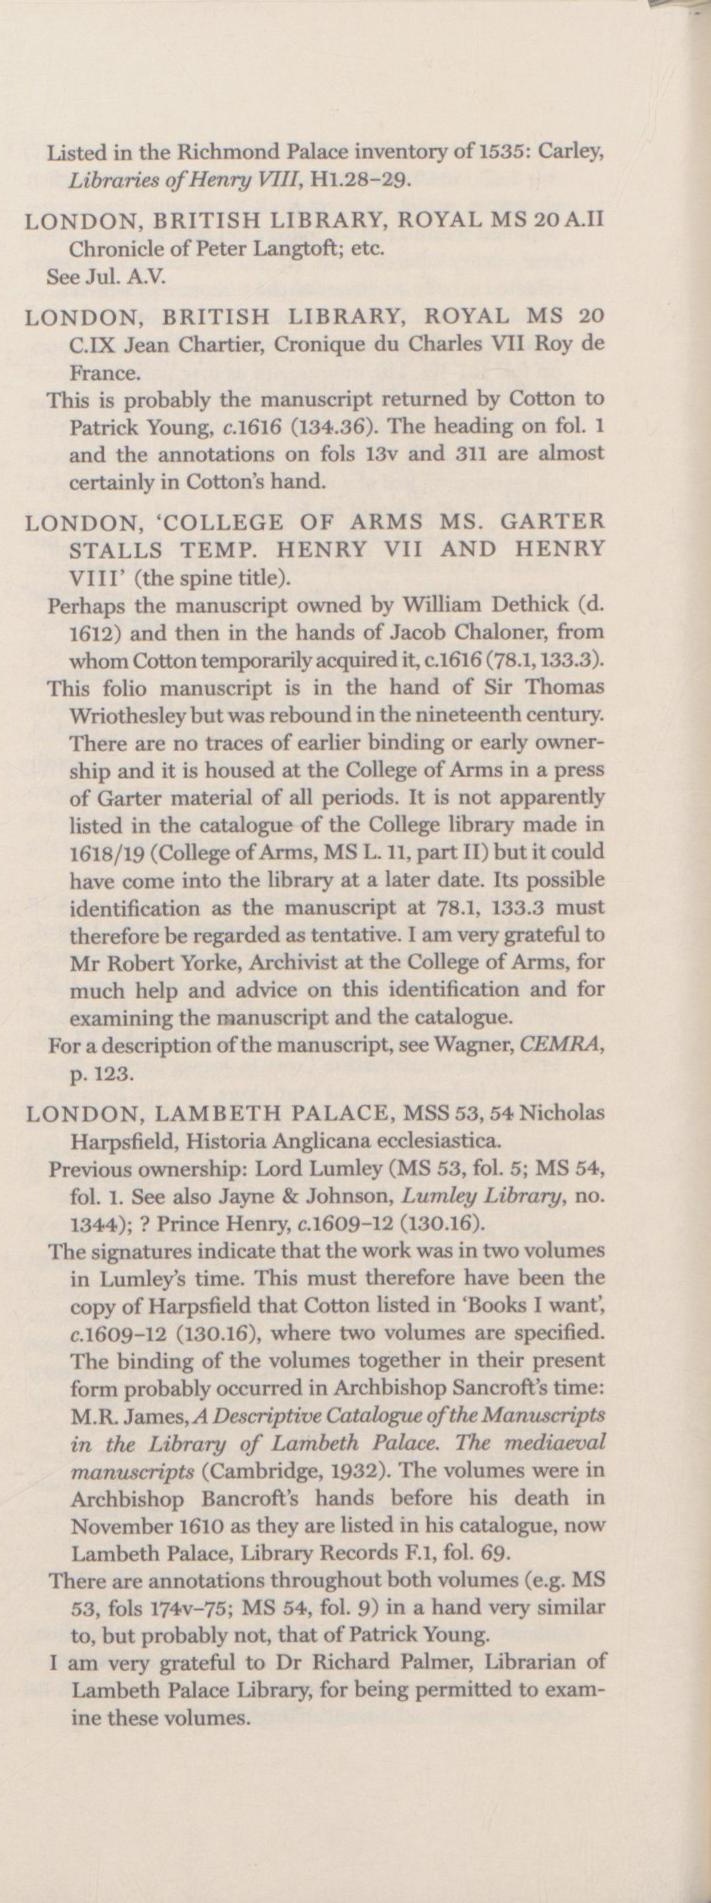 Listed in the Richmond Palace inventory of 1535: Carley,
Libraries of Henry VIII, H1.28–29.
LONDON, BRITISH LIBRARY, ROYAL MS 20 A.II
Chronicle of Peter Langtoft; etc.
See Jul. A.V.
LONDON, BRITISH LIBRARY, ROYAL MS 20
C.IX Jean Chartier, Cronique du Charles VII Roy de
France.
This is probably the manuscript returned by Cotton to
Patrick Young, c.1616 (134.36). The heading on fol. 1
and the annotations on fols 13v and 311 are almost
certainly in Cotton's hand.
LONDON, ‘COLLEGE OF ARMS MS. GARTER
STALLS TEMP. HENRY VII AND HENRY
VIII’ (the spine title).
Perhaps the manuscript owned by William Dethick (d.
1612) and then in the hands of Jacob Chaloner, from
whom Cotton temporarily acquired it, c.1616 (78.1, 133.3).
This folio manuscript is in the hand of Sir Thomas
Wriothesley but was rebound in the nineteenth century.
There are no traces of earlier binding or early owner-
ship and it is housed at the College of Arms in a press
of Garter material of all periods. It is not apparently
listed in the catalogue of the College library made in
1618/19 (College of Arms, MS L. 11, part II) but it could
have come into the library at a later date. Its possible
identification as the manuscript at 78.1, 133.3 must
therefore be regarded as tentative. I am very grateful to
Mr Robert Yorke, Archivist at the College of Arms, for
much help and advice on this identification and for
examining the manuscript and the catalogue.
For a description of the manuscript, see Wagner, CEMRA,
p. 123.
LONDON, LAMBETH PALACE, MSS 53, 54 Nicholas
Harpsfield, Historia Anglicana ecclesiastica.
Previous ownership: Lord Lumley (MS 53, fol. 5; MS 54,
fol. 1. See also Jayne & Johnson, Lumley Library, no.
1344); ? Prince Henry, c.1609–12 (130.16).
The signatures indicate that the work was in two volumes
in Lumley's time. This must therefore have been the
copy of Harpsfield that Cotton listed in ‘Books I want’,
c.1609–12 (130.16), where two volumes are specified.
The binding of the volumes together in their present
form probably occurred in Archbishop Sancroft's time:
M.R. James, A Descriptive Catalogue of the Manuscripts
in the Library of Lambeth Palace. The mediaeval
manuscripts (Cambridge, 1932). The volumes were in
Archbishop Bancroft's hands before his death in
November 1610 as they are listed in his catalogue, now
Lambeth Palace, Library Records F.1, fol. 69.
There are annotations throughout both volumes (e.g. MS
53, fols 174v–75; MS 54, fol. 9) in a hand very similar
to, but probably not, that of Patrick Young.
I am very grateful to Dr Richard Palmer, Librarian of
Lambeth Palace Library, for being permitted to exam-
ine these volumes.